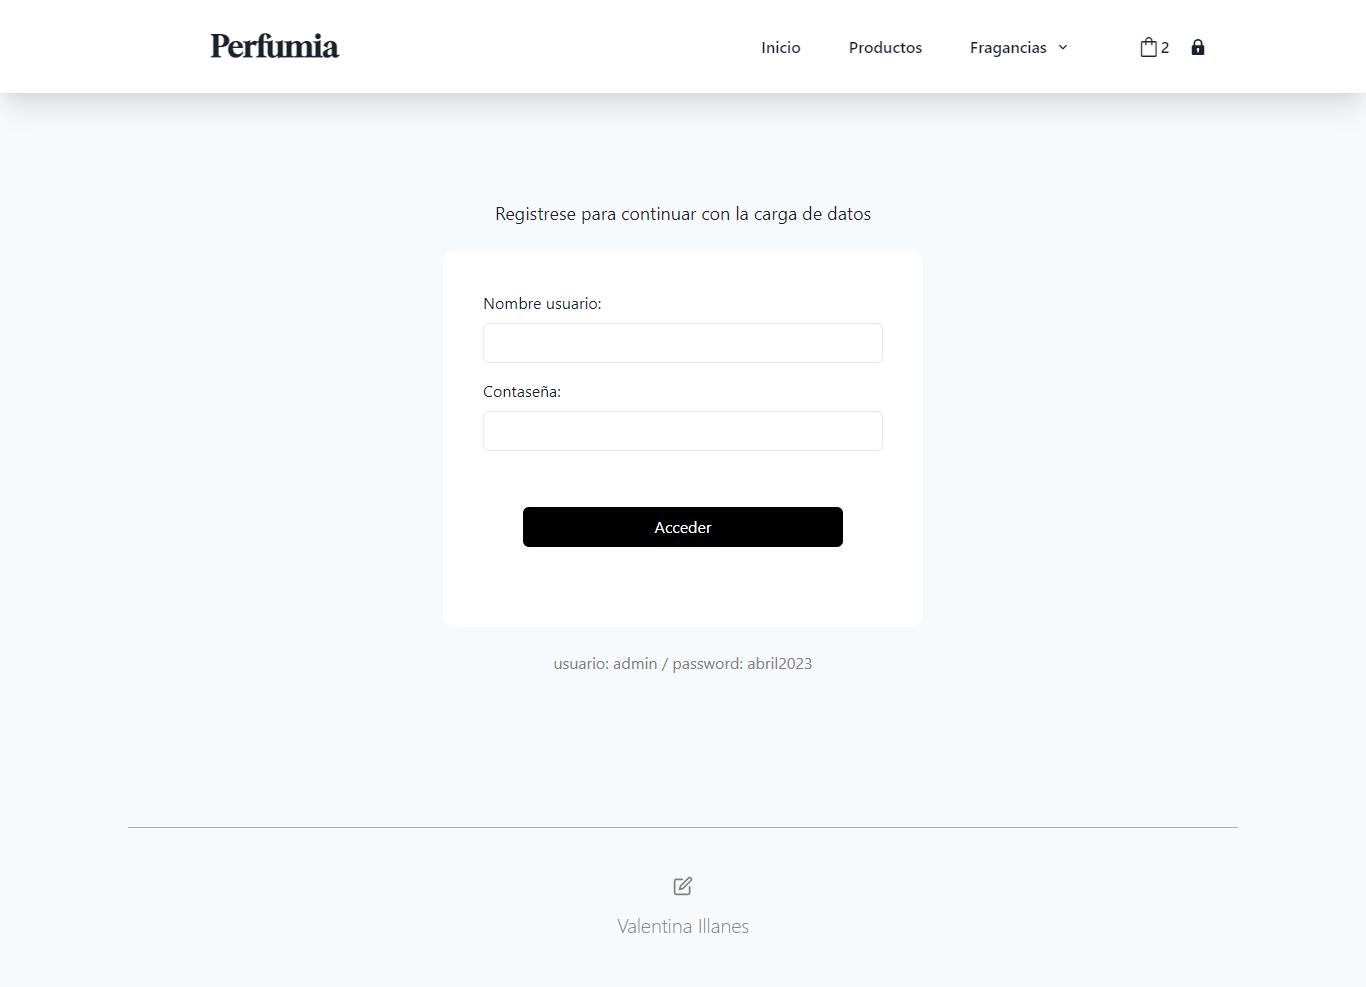 Perfumia
Inicio Productos Fragancias 2
Registrese para continuar con la carga de datos
Nombre usuario:
Contaseña:
Acceder
usuario: admin / password: abril2023
Valentina Illanes